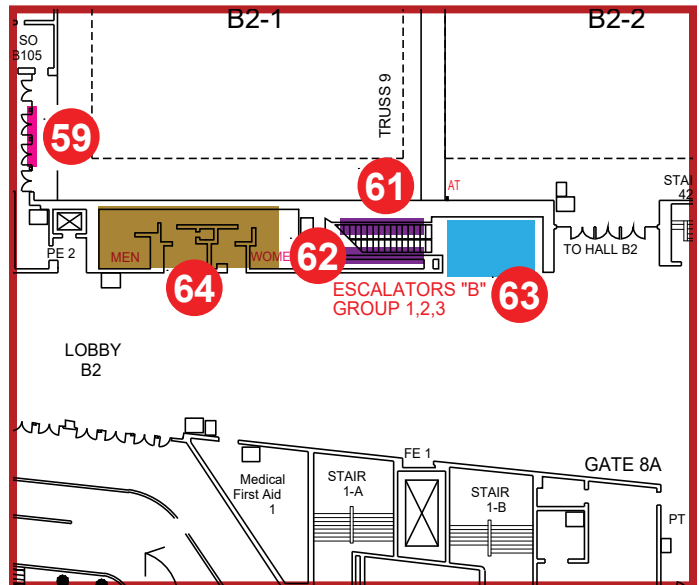 B2-1
B2-2
SO
B105
TRUSS 9
59
61
AT
STAI
42
PE 2
MEN
WOME
62
TO HALL B2
64
ESCALATORS "B"
GROUP 1,2,3
63
LOBBY
B2
FE 1
GATE 8A
Medical
First Aid
1
STAIR
1-A
STAIR
1-B
PT